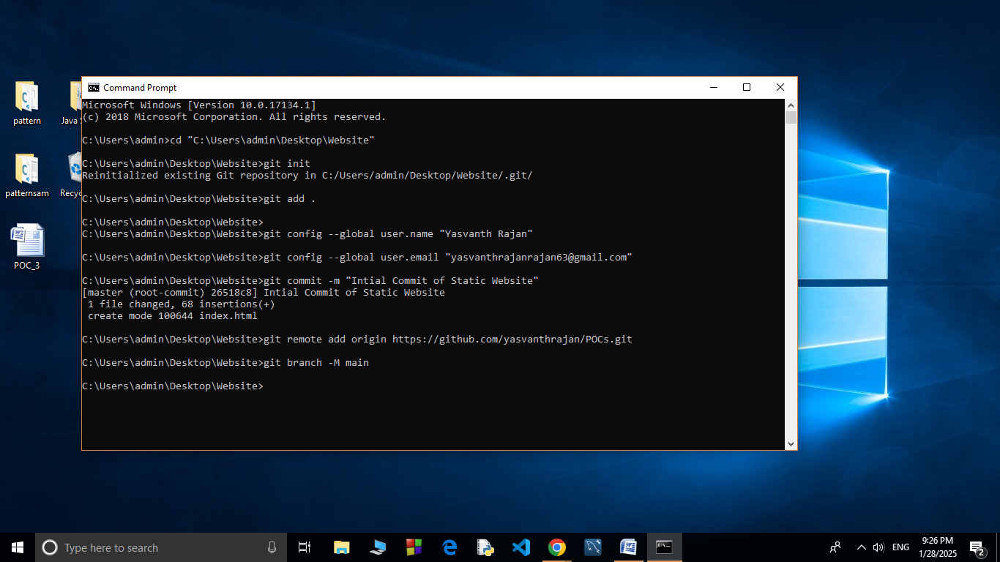 Command Prompt
Microsoft Windows [Version 10.0.17134.1]
(c) 2018 Microsoft Corporation. All rights reserved.
C:\Users\admin>cd "C:\Users\admin\Desktop\Website"
C:\Users\admin\Desktop\Website>git init
Reinitialized existing Git repository in C:/Users/admin/Desktop/Website/.git/
C:\Users\admin\Desktop\Website>git add .
C:\Users\admin\Desktop\Website>
C:\Users\admin\Desktop\Website>git config --global user.name "Yasvanth Rajan"
C:\Users\admin\Desktop\Website>git config --global user.email "yasvanthrajanrajan63@gmail.com"
C:\Users\admin\Desktop\Website>git commit -m "Intial Commit of Static Website"
[master (root-commit) 26518c8] Intial Commit of Static Website
1 file changed, 68 insertions(+)
create mode 100644 index.html
C:\Users\admin\Desktop\Website>git remote add origin https://github.com/yasvanthrajan/POCs.git
C:\Users\admin\Desktop\Website>git branch -M main
C:\Users\admin\Desktop\Website>
pattern
Java
patternsam
Recyc
POC_3
Type here to search
ENG
9:26 PM
1/28/2025
2